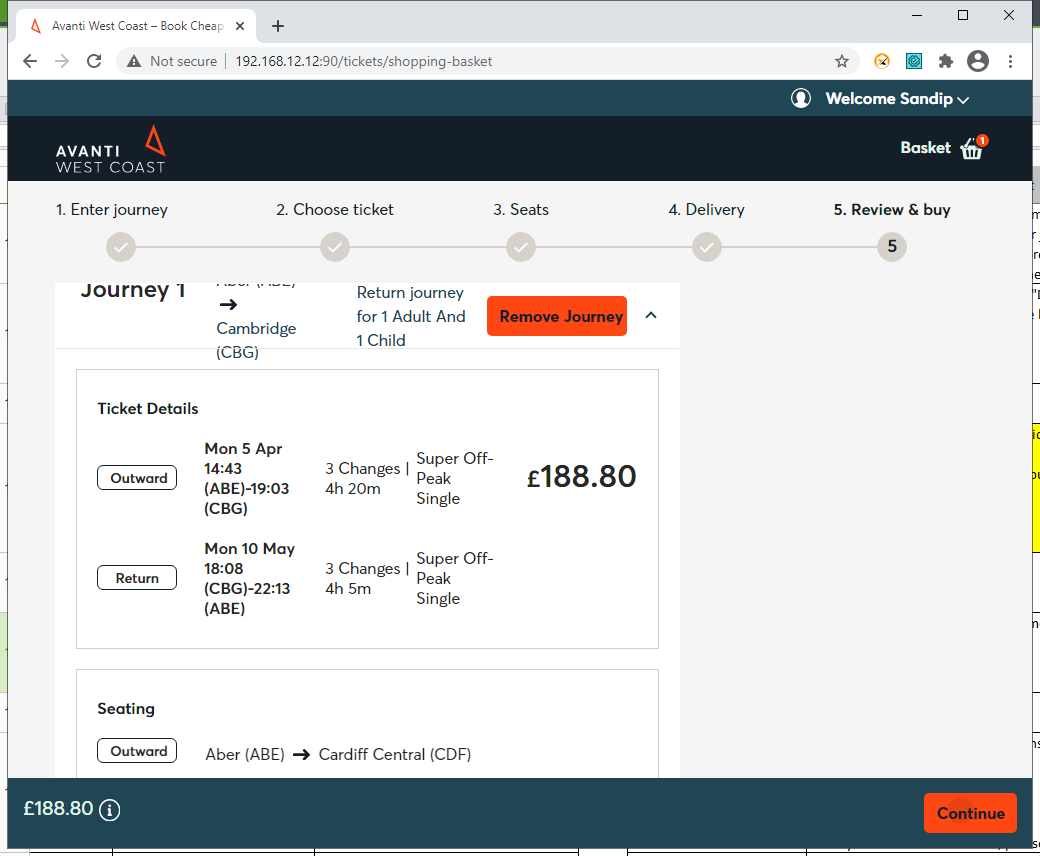 Avanti West Coast – Book Cheap
Not secure
192.168.12.12:90/tickets/shopping-basket
Welcome Sandip
AVANTI
WEST COAST
Basket
1
1. Enter journey
2. Choose ticket
3. Seats
4. Delivery
5. Review & buy
5
Journey 1
Aber (ABE)
Cambridge
(CBG)
Return journey
for 1 Adult And
1 Child
Remove Journey
Ticket Details
Outward
Mon 5 Apr
14:43
(ABE)-19:03
(CBG)
3 Changes |
4h 20m
Super Off-
Peak
Single
£188.80
Return
Mon 10 May
18:08
(CBG)-22:13
(ABE)
3 Changes |
4h 5m
Super Off-
Peak
Single
Seating
Outward
Aber (ABE) → Cardiff Central (CDF)
£188.80
Continue